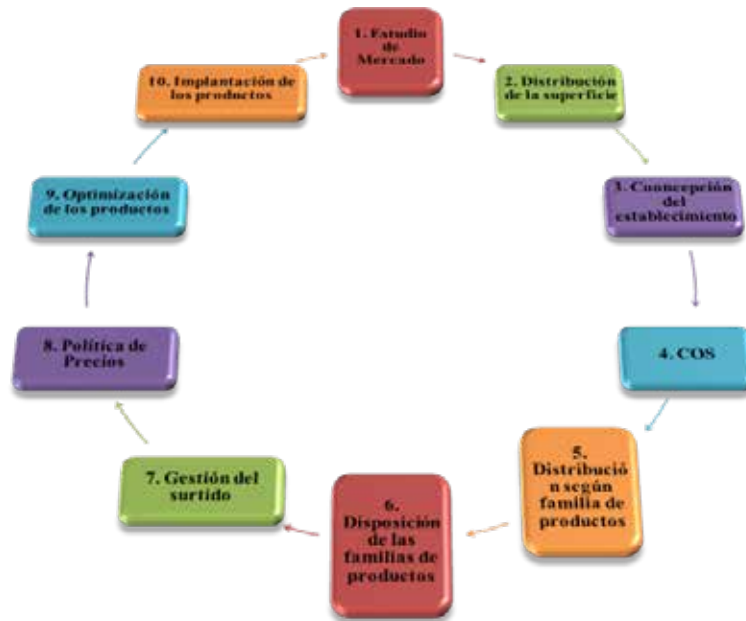 1. Estudio
de
Mercado
2. Distribución
de la superficie
3. Cuoncepción
del
establecimiento
4. COS
5.
Distribució
n según
familia de
productos
6.
Disposición
de las
familias de
productos
7. Gestión del
surtido
8. Política de
Precios
9. Optimización
de los productos
10. Implantación de
los productos